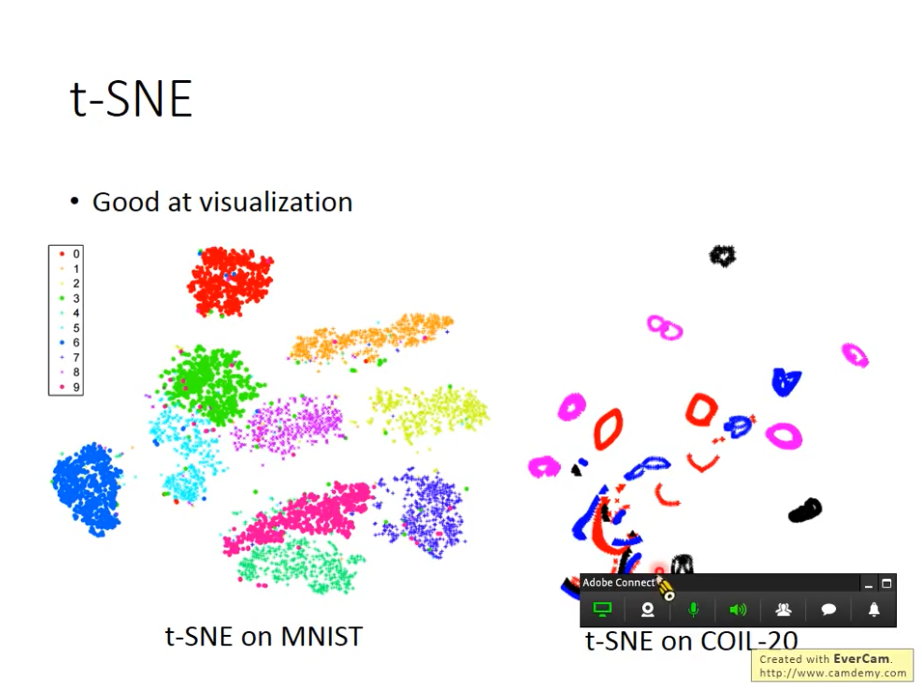 t-SNE
• Good at visualization
0
1
2
3
4
5
6
7
8
9
Adobe Connect
t-SNE on MNIST
t-SNE on COIL-20
Created with EverCam.
http://www.camdemy.com